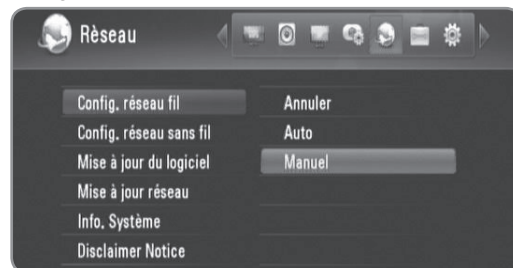 Rèseau
Config. réseau fil
Annuler
Config. réseau sans fil
Auto
Mise à jour du logiciel
Manuel
Mise à jour réseau
Info. Système
Disclaimer Notice